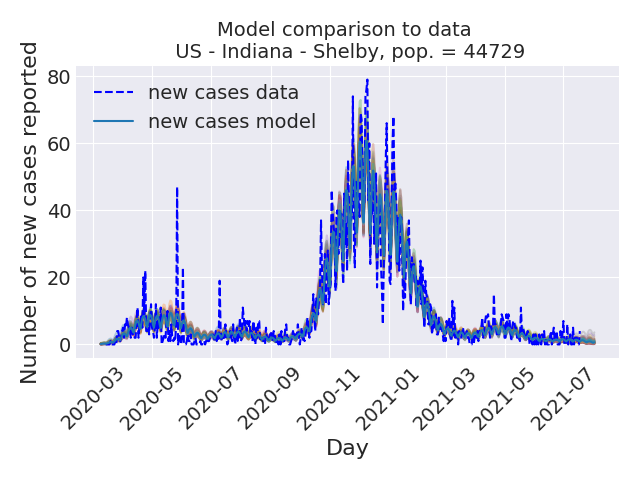 Model comparison to data
US - Indiana - Shelby, pop. = 44729
Number of new cases reported
80
60
40
20
0
new cases data
new cases model
2020-03
2020-05
2020-07
2020-09
2020-11
2021-01
2021-03
2021-05
2021-07
Day